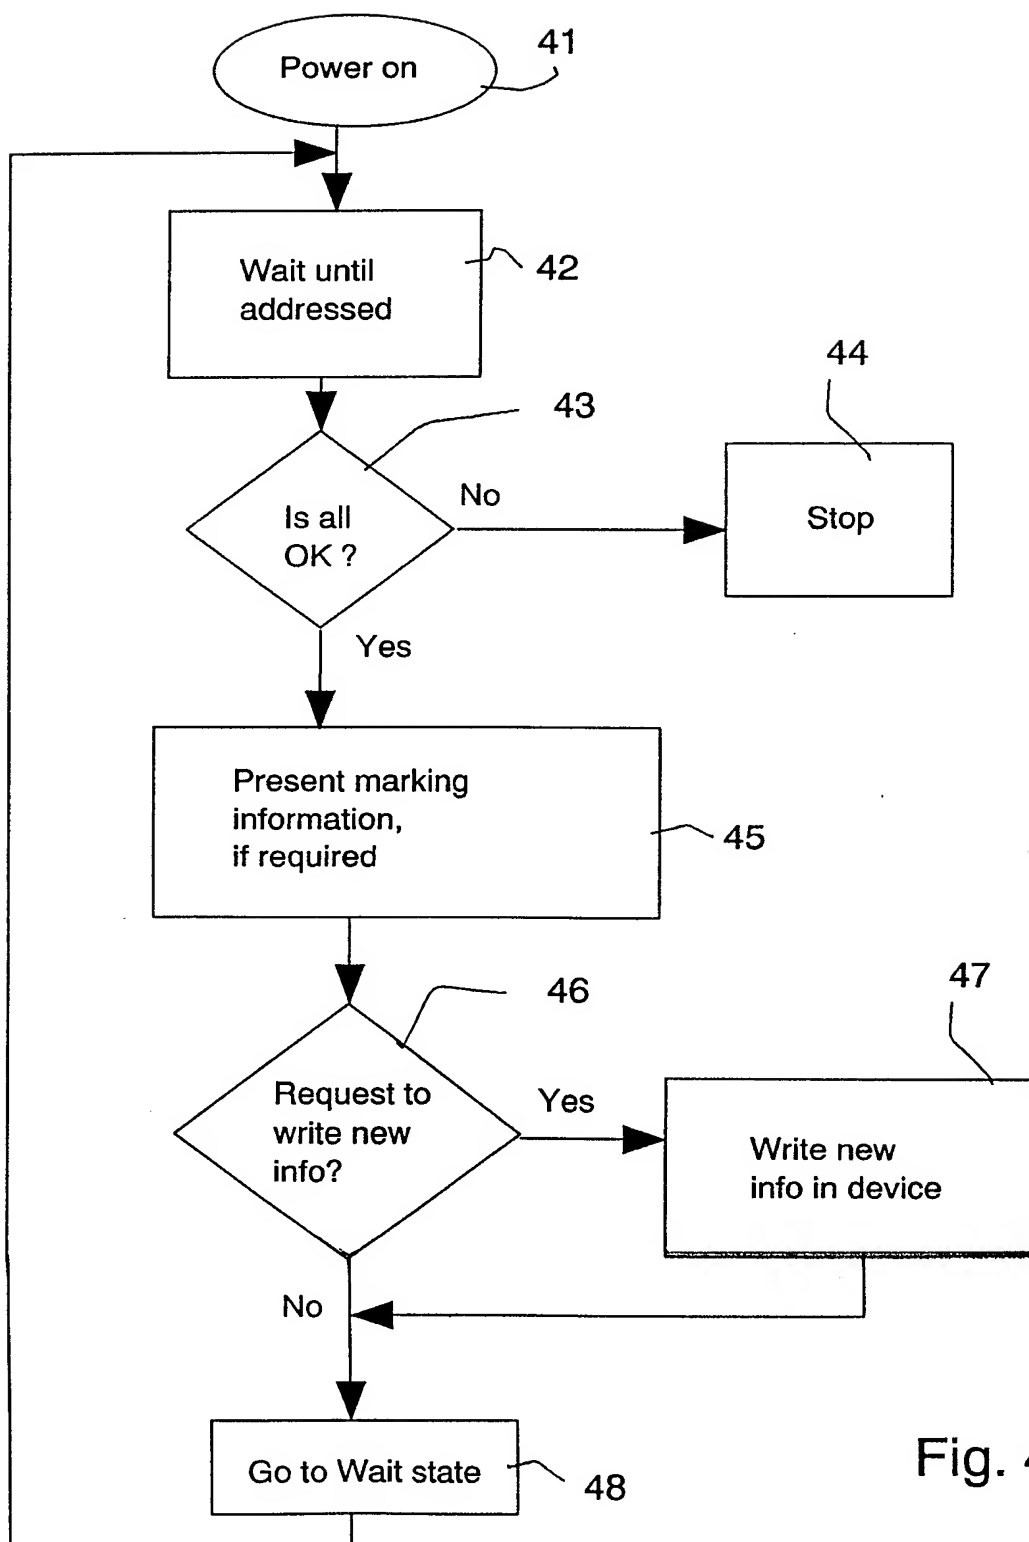 Power on
41
Wait until
addressed
42
43
44
Is all
OK ?
No
Stop
Yes
Present marking
information,
if required
45
46
47
Request to
write new
info?
Yes
Write new
info in device
No
Go to Wait state
48
Fig.